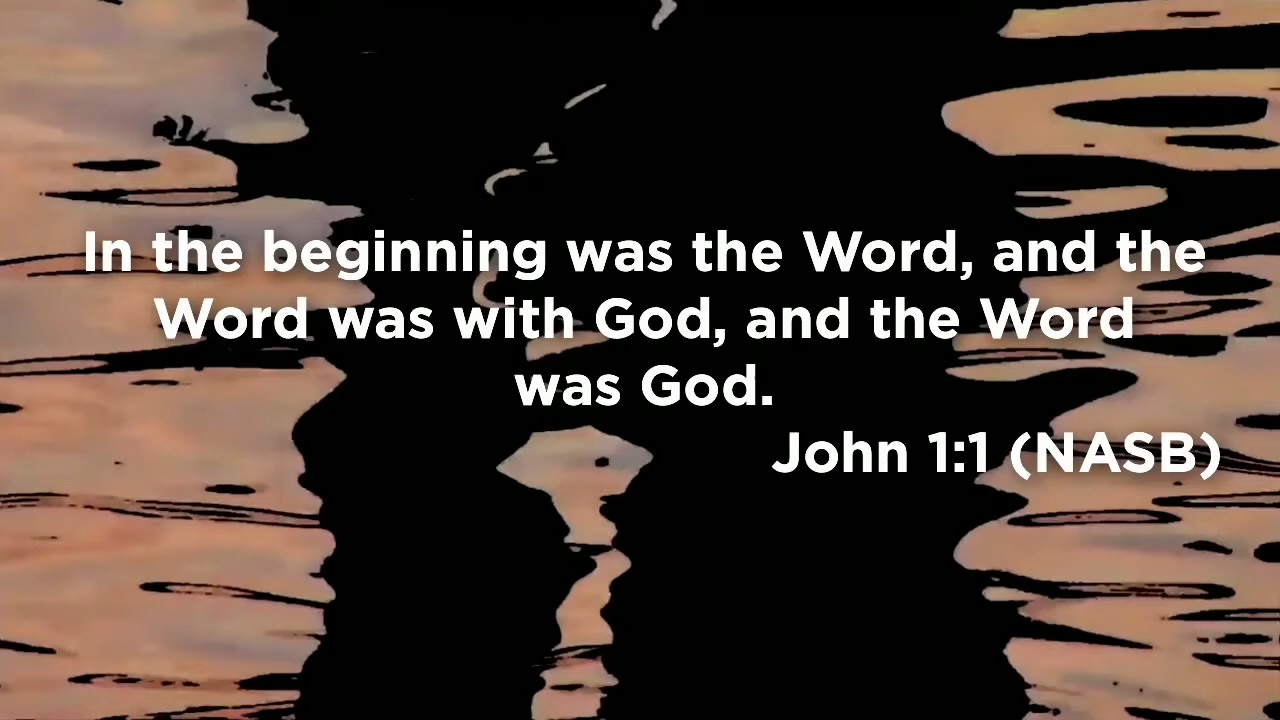 In the beginning was the Word, and the
Word was with God, and the Word
was God.
John 1:1 (NASB)